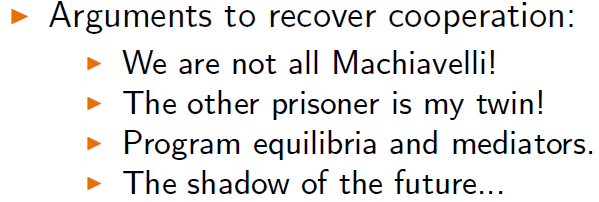 Arguments to recover cooperation:
We are not all Machiavelli!
The other prisoner is my twin!
Program equilibria and mediators.
The shadow of the future...